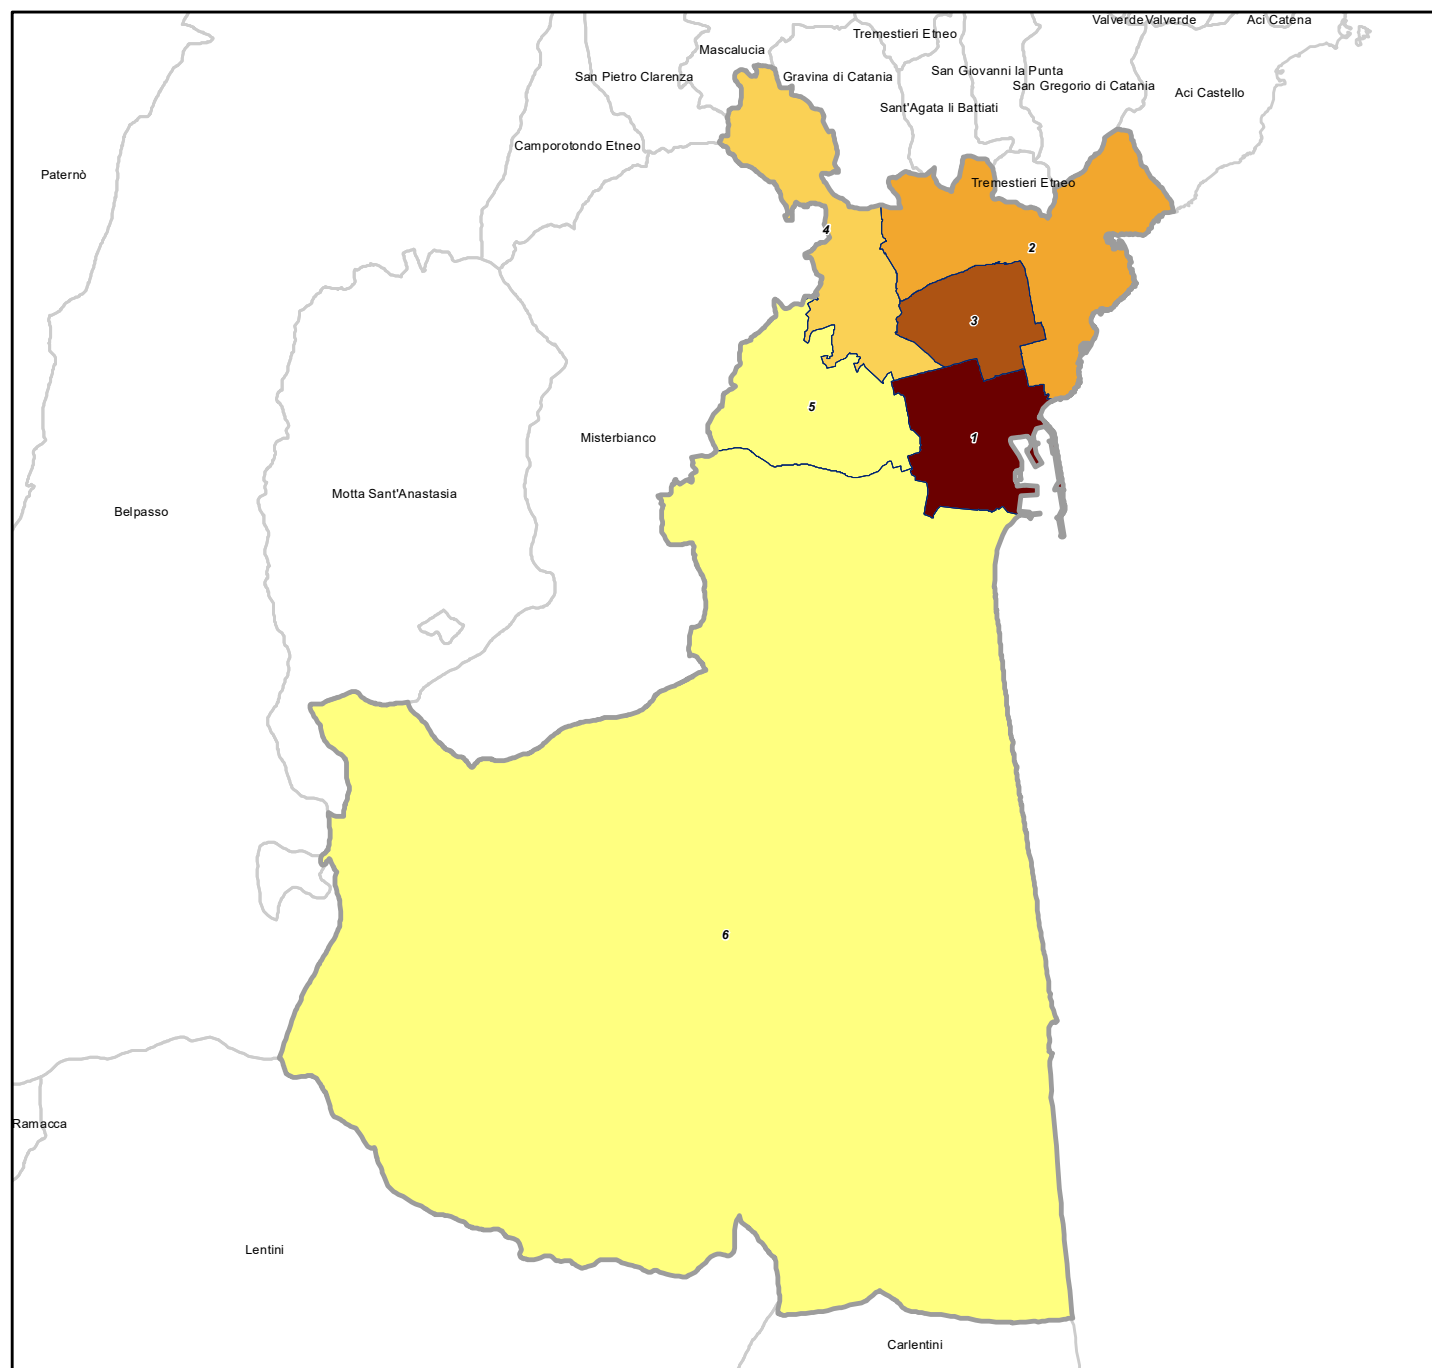 ValverdeValverde
Aci Catena
Tremestieri Etneo
Mascalucia
San Pietro Clarenza
Gravina di Catania
San Giovanni la Punta
San Gregorio di Catania
Aci Castello
Sant'Agata li Battiati
Camporotondo Etneo
Paternò
Tremestieri Etneo
4
2
3
5
1
Misterbianco
Motta Sant'Anastasia
Belpasso
6
Ramacca
Lentini
Carlentini